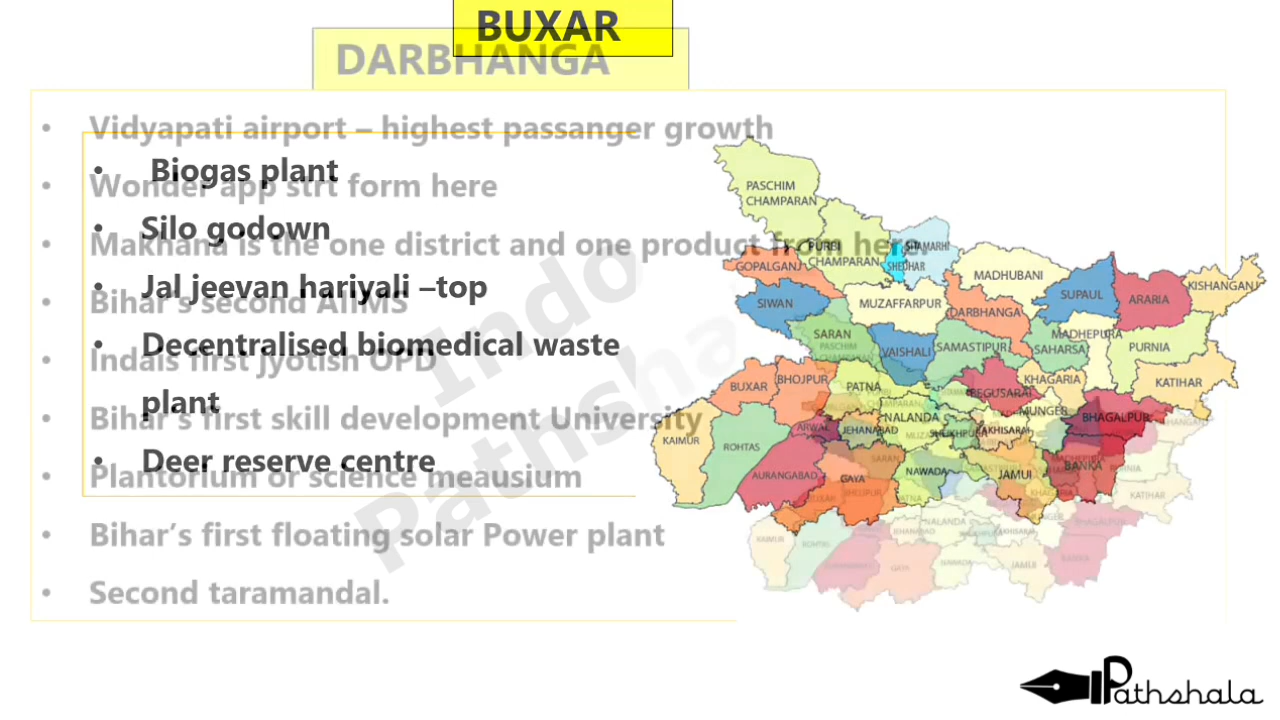 BUXAR
DARBHANGA
• Vidyapati airport – highest passanger growth
• Biogas plant
• Wonder app strt form here
• Silo godown
• Makhana is the one district and one product from here.
• Jal jeevan hariyali –top
• Bihar's second AIIMS
• Decentralised biomedical waste
plant
• Indais first jyotish OPD
• Bihar's first skill development University
• Deer reserve centre
• Plantorium or science meausium
• Bihar's first floating solar Power plant
• Second taramandal.
Indo
Pathshala
PASCHIM
CHAMPARAN
PURBI
CHAMPARAN
SHEOHAR
SITAMARHI
GOPALGANJ
MADHUBANI
KISHANGANJ
SIWAN
MUZAFFARPUR
DARBHANGA
SUPAUL
ARARIA
SARAN
VAISHALI
SAMASTIPUR
MADHEPURA
SAHARSA
PURNIA
BUXAR
BHOJPUR
PATNA
BEGUSARAI
KHAGARIA
KATIHAR
NALANDA
MUNGER
BHAGALPUR
KAIMUR
ROHTAS
ARWAL
JEHANABAD
SHEIKHPURA
LAKHISARAI
AURANGABAD
GAYA
NAWADA
JAMUI
BANKA
Pathshala